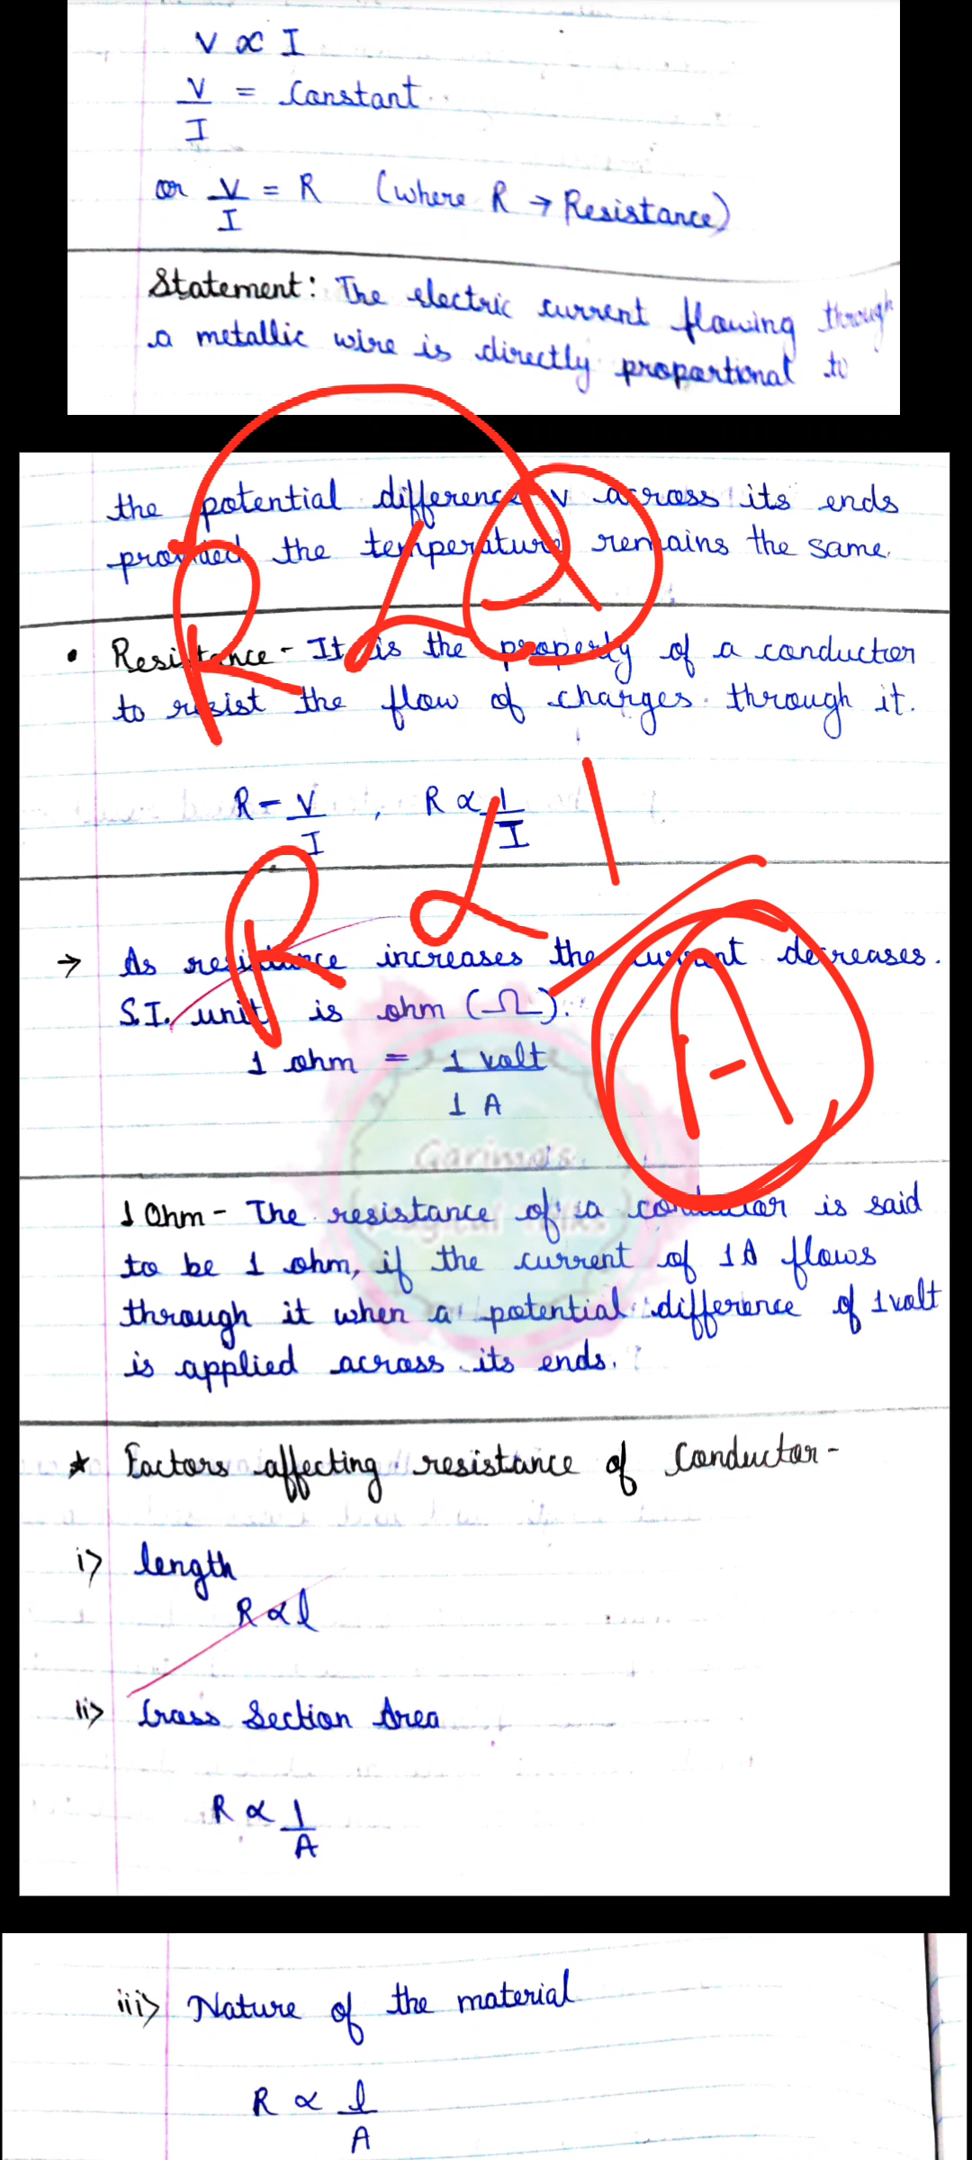 V ∝ I
V/I = Constant
or V/I = R (where R → Resistance)
Statement: The electric current flowing through
a metallic wire is directly proportional to
the potential difference V across its ends
provided the temperature remains the same.
• Resistance - It is the property of a conductor
to resist the flow of charges through it.
R = V/I , R ∝ 1/I
R ∝
R ∝ 1/A
→ As resistance increases the current decreases.
S.I. unit is ohm (Ω).
1 ohm = 1 volt / 1 A
Garima's
1 Ohm - The resistance of a conductor is said
to be 1 ohm, if the current of 1A flows
through it when a potential difference of 1 volt
is applied across its ends.
★ Factors affecting resistance of Conductor -
i) length
R ∝ l
ii) Cross Section Area
R ∝ 1/A
iii) Nature of the material
R ∝ l/A